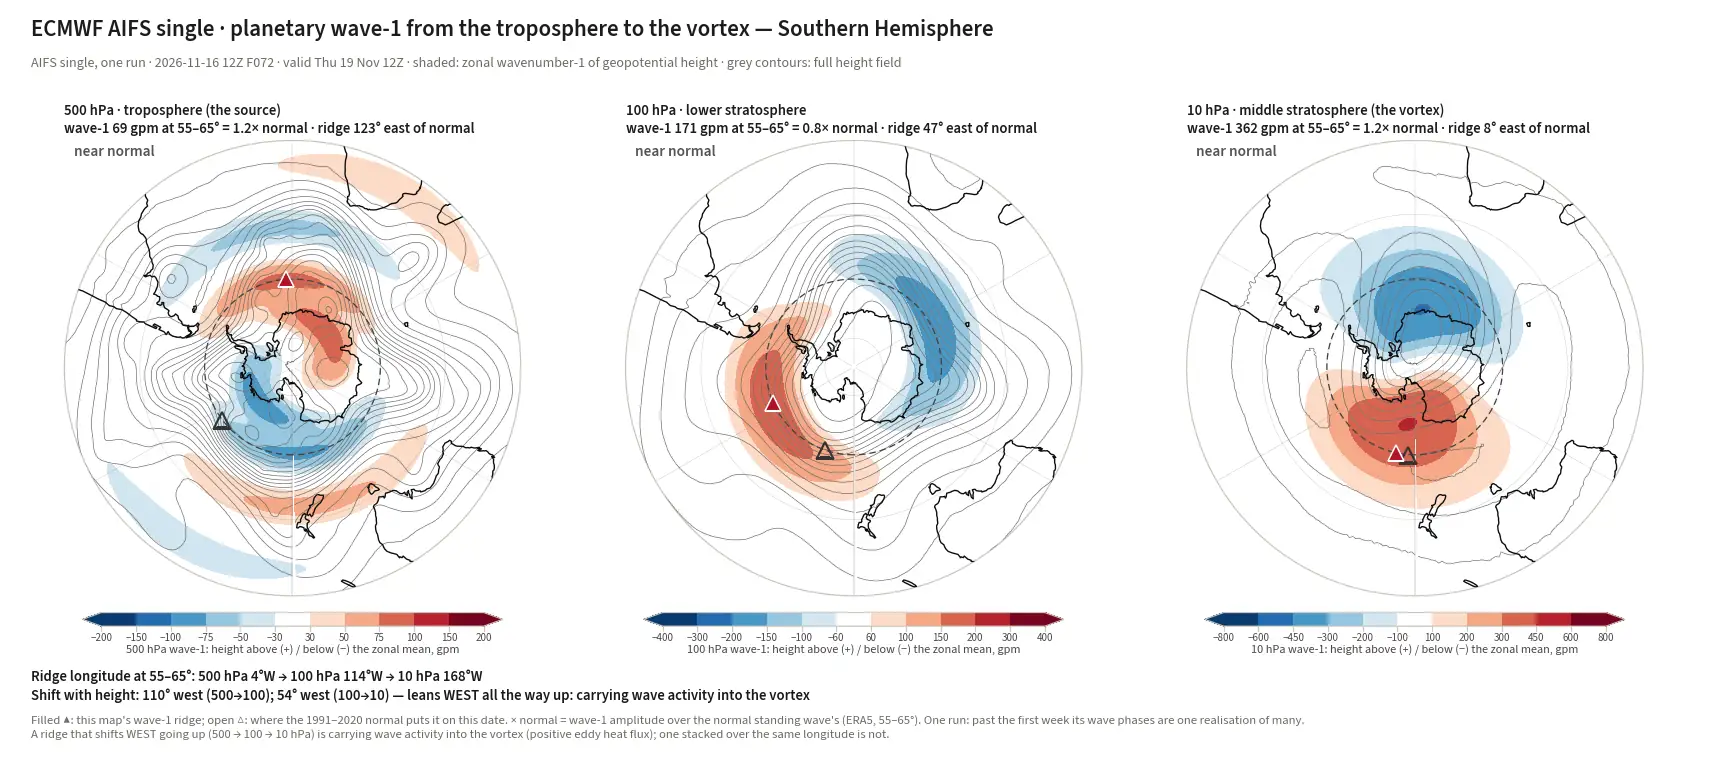 ECMWF AIFS single · planetary wave-1 from the troposphere to the vortex — Southern Hemisphere
AIFS single, one run · 2026-11-16 12Z F072 · valid Thu 19 Nov 12Z · shaded: zonal wavenumber-1 of geopotential height · grey contours: full height field
500 hPa · troposphere (the source)
wave-1 69 gpm at 55–65° = 1.2× normal · ridge 123° east of normal
near normal
100 hPa · lower stratosphere
wave-1 171 gpm at 55–65° = 0.8× normal · ridge 47° east of normal
near normal
10 hPa · middle stratosphere (the vortex)
wave-1 362 gpm at 55–65° = 1.2× normal · ridge 8° east of normal
near normal
−200 −150 −100 −75 −50 −30 30 50 75 100 150 200
500 hPa wave-1: height above (+) / below (−) the zonal mean, gpm
−400 −300 −200 −150 −100 −60 60 100 150 200 300 400
100 hPa wave-1: height above (+) / below (−) the zonal mean, gpm
−800 −600 −450 −300 −200 −100 100 200 300 450 600 800
10 hPa wave-1: height above (+) / below (−) the zonal mean, gpm
Ridge longitude at 55–65°: 500 hPa 4°W → 100 hPa 114°W → 10 hPa 168°W
Shift with height: 110° west (500→100); 54° west (100→10) — leans WEST all the way up: carrying wave activity into the vortex
Filled ▲: this map's wave-1 ridge; open △: where the 1991–2020 normal puts it on this date. × normal = wave-1 amplitude over the normal standing wave's (ERA5, 55–65°). One run: past the first week its wave phases are one realisation of many.
A ridge that shifts WEST going up (500 → 100 → 10 hPa) is carrying wave activity into the vortex (positive eddy heat flux); one stacked over the same longitude is not.